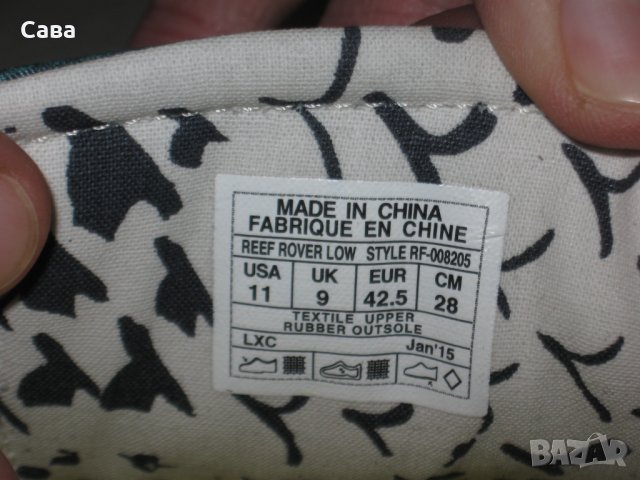 Caba
MADE IN CHINA
FABRIQUE EN CHINE
REEF ROVER LOW STYLE RF-008205
USA UK EUR CM
11 9 42.5 28
TEXTILE UPPER
RUBBER OUTSOLE
LXC Jan'15
BAZAR